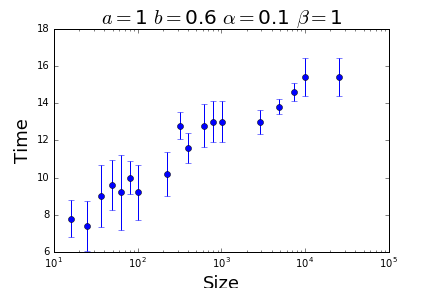 a = 1 b = 0.6 α = 0.1 β = 1
18
16
14
12
10
8
6
Time
10^1 10^2 10^3 10^4 10^5
Size